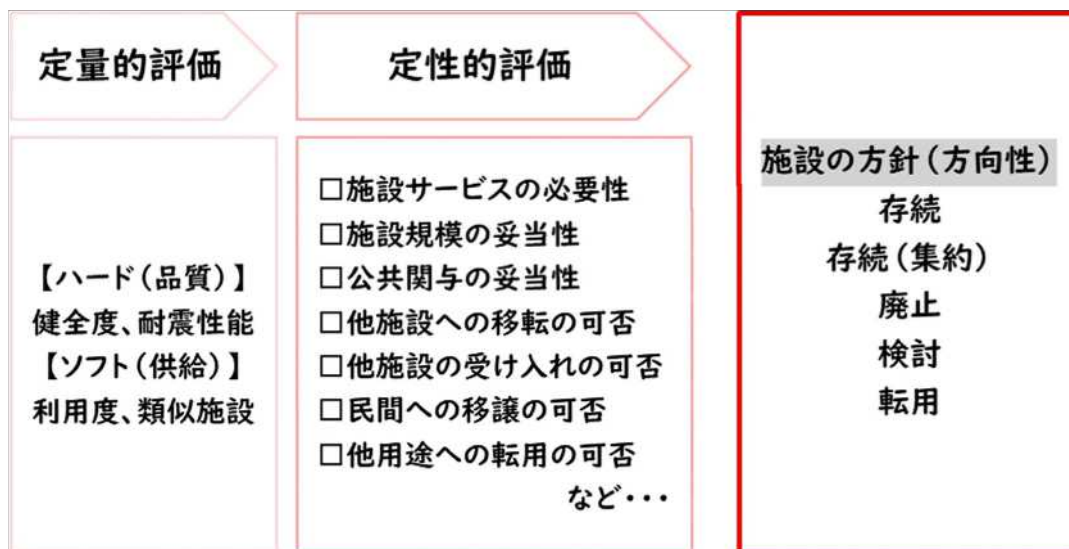 定量的評価
【ハード(品質)】
健全度、耐震性能
【ソフト(供給)】
利用度、類似施設
定性的評価
□施設サービスの必要性
□施設規模の妥当性
□公共関与の妥当性
□他施設への移転の可否
□他施設の受け入れの可否
□民間への移譲の可否
□他用途への転用の可否
など・・・
施設の方針(方向性)
存続
存続(集約)
廃止
検討
転用